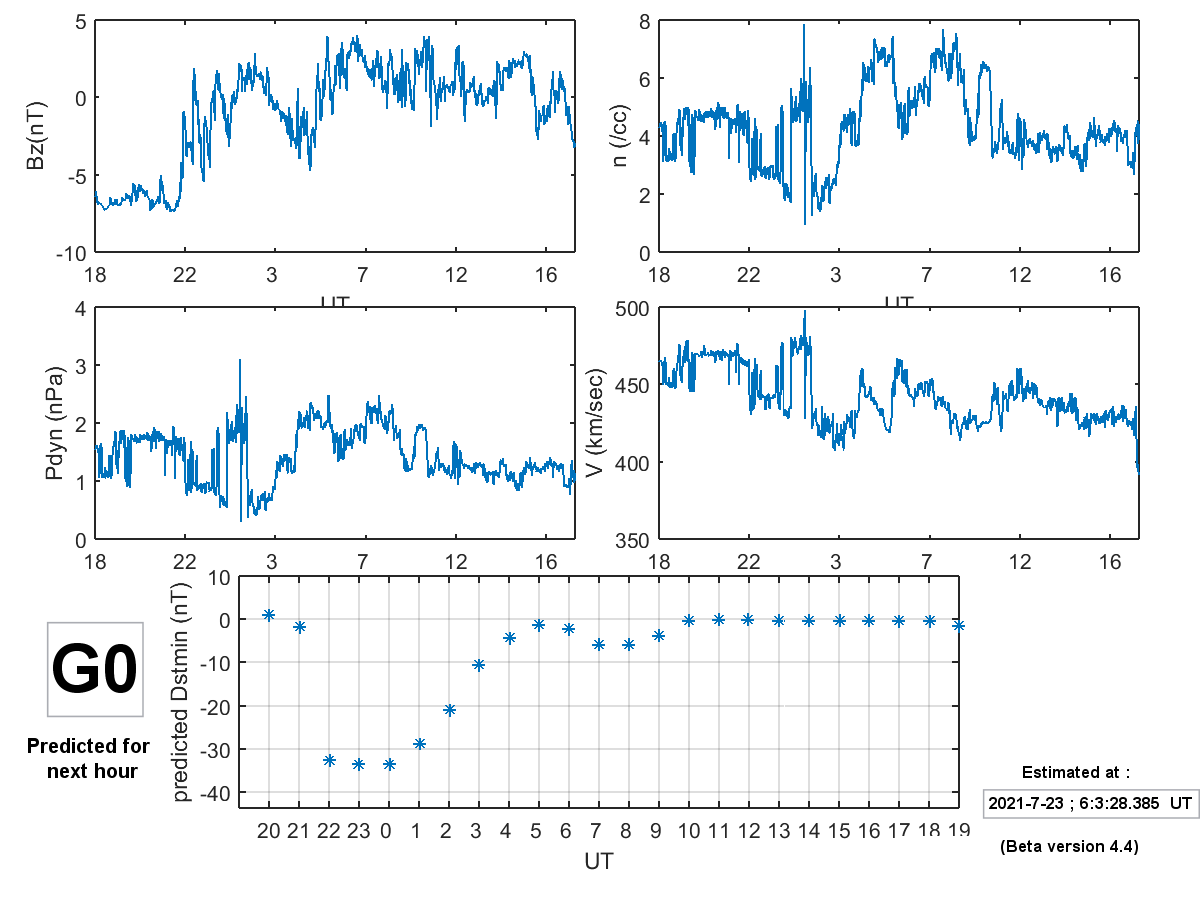 5
0
-5
-10
Bz(nT)
18 22 3 7 12 16
UT
8
6
4
2
0
n (/cc)
18 22 3 7 12 16
UT
4
3
2
1
0
Pdyn (nPa)
18 22 3 7 12 16
500
450
400
350
V (km/sec)
18 22 3 7 12 16
10
0
-10
-20
-30
-40
predicted Dstmin (nT)
20 21 22 23 0 1 2 3 4 5 6 7 8 9 10 11 12 13 14 15 16 17 18 19
UT
G0
Predicted for
next hour
Estimated at :
2021-7-23 ; 6:3:28.385 UT
(Beta version 4.4)